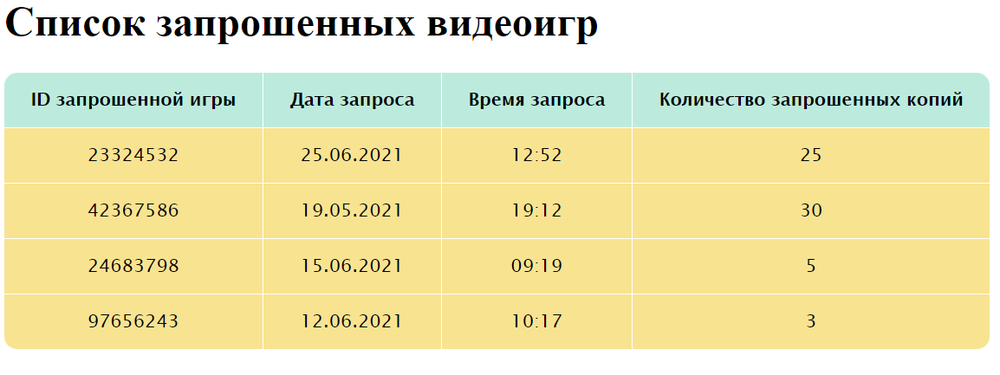 Список запрошенных видеоигр
ID запрошенной игры Дата запроса Время запроса Количество запрошенных копий
23324532 25.06.2021 12:52 25
42367586 19.05.2021 19:12 30
24683798 15.06.2021 09:19 5
97656243 12.06.2021 10:17 3